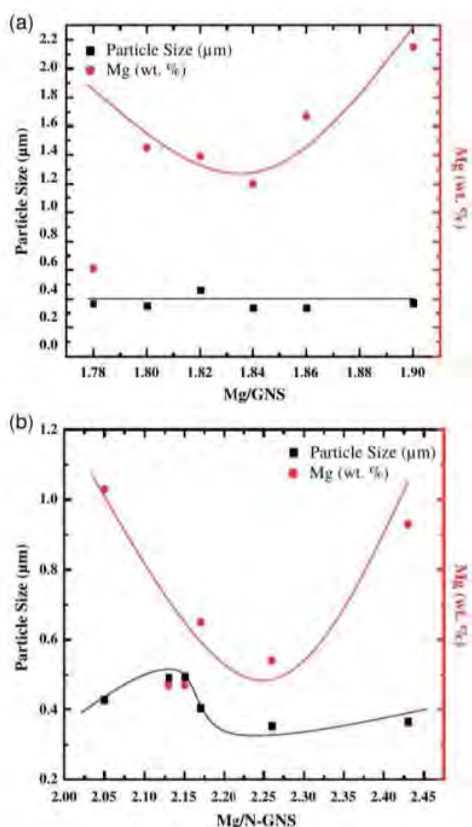 (a)
2.2
2.0
1.8
1.6
1.4
1.2
1.0
0.8
0.6
0.4
0.2
0.0
Particle Size (µm)
Particle Size (µm)
Mg (wt. %)
Mg (wt. %)
1.78 1.80 1.82 1.84 1.86 1.88 1.90
Mg/GNS
(b)
1.2
1.0
0.8
0.6
0.4
0.2
Particle Size (µm)
Particle Size (µm)
Mg (wt. %)
Mg (wt. %)
2.00 2.05 2.10 2.15 2.20 2.25 2.30 2.35 2.40 2.45
Mg/N-GNS